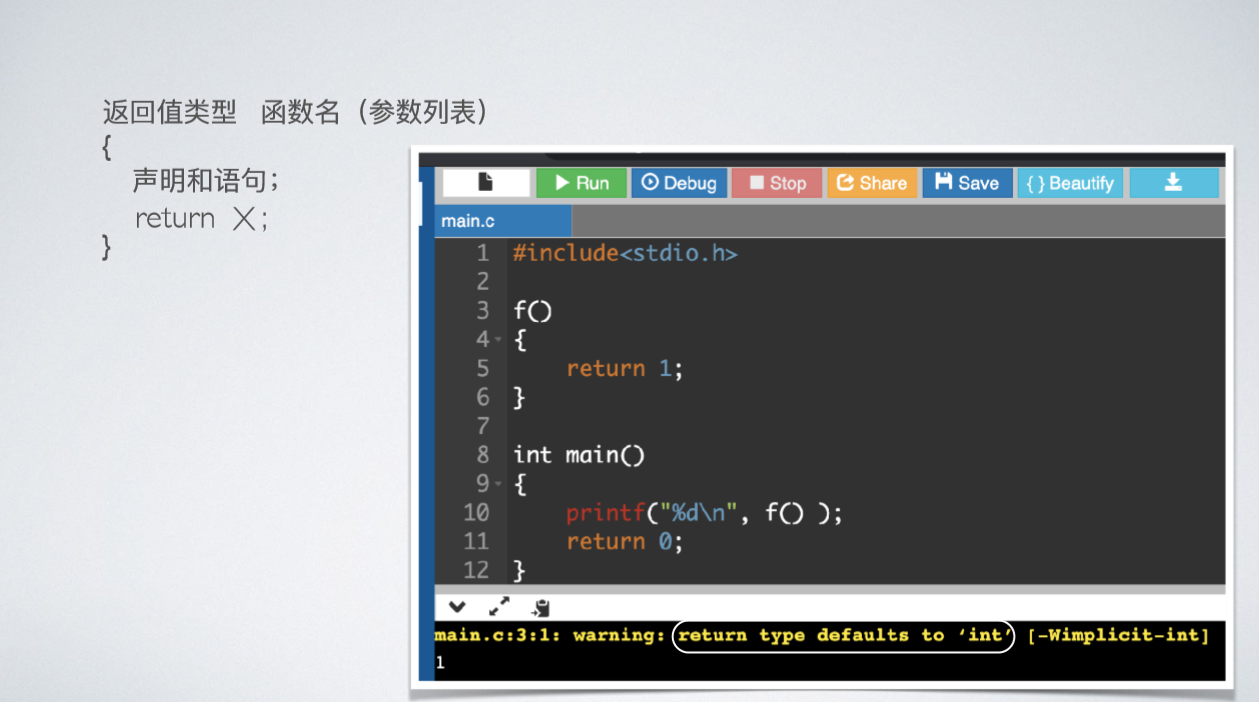 返回值类型 函数名（参数列表）
{
声明和语句；
return X；
}
Run Debug Stop Share Save { } Beautify
main.c
1 #include<stdio.h>
2
3 f()
4 {
5 return 1;
6 }
7
8 int main()
9 {
10 printf("%d\n", f() );
11 return 0;
12 }
main.c:3:1: warning: return type defaults to ‘int’ [-Wimplicit-int]
1